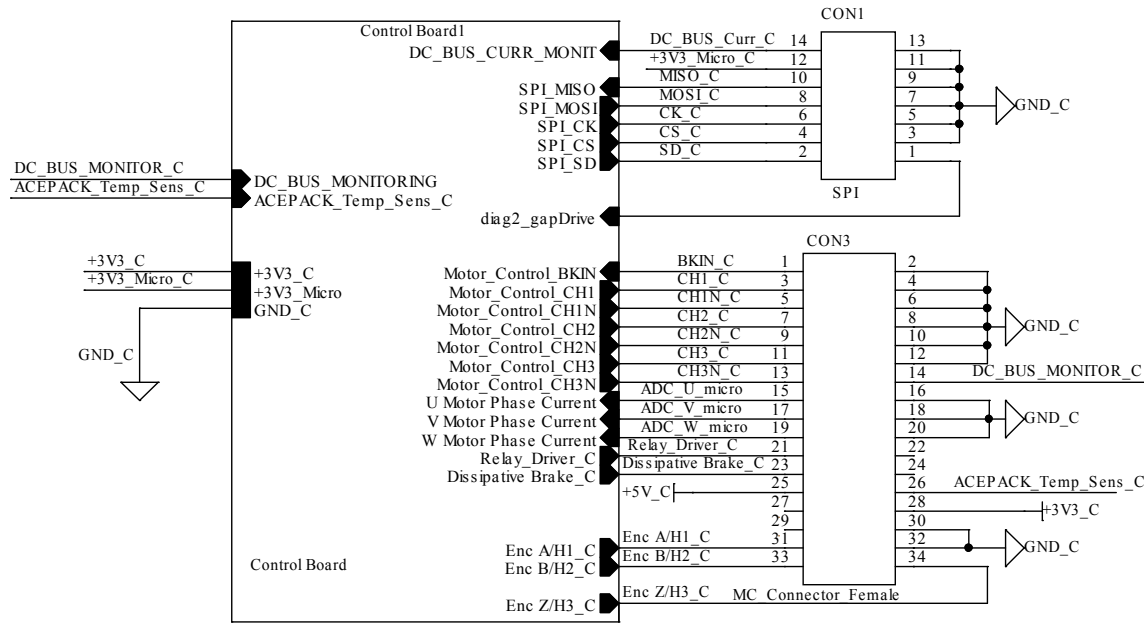 CON1
Control Board1
DC_BUS_CURR_MONIT DC_BUS_Curr_C 14 13
+3V3_Micro_C 12 11
SPI_MISO MISO_C 10 9
SPI_MOSI MOSI_C 8 7
SPI_CK CK_C 6 5
GND_C
SPI_CS CS_C 4 3
SPI_SD SD_C 2 1
SPI
DC_BUS_MONITOR_C DC_BUS_MONITORING
ACEPACK_Temp_Sens_C ACEPACK_Temp_Sens_C
diag2_gapDrive
CON3
+3V3_C +3V3_C
+3V3_Micro_C +3V3_Micro
GND_C
GND_C
Motor_Control_BKIN BKIN_C 1 2
Motor_Control_CH1 CH1_C 3 4
Motor_Control_CH1N CH1N_C 5 6
Motor_Control_CH2 CH2_C 7 8 GND_C
Motor_Control_CH2N CH2N_C 9 10
Motor_Control_CH3 CH3_C 11 12
Motor_Control_CH3N CH3N_C 13 14 DC_BUS_MONITOR_C
U Motor Phase Current ADC_U_micro 15 16
V Motor Phase Current ADC_V_micro 17 18 GND_C
W Motor Phase Current ADC_W_micro 19 20
Relay_Driver_C Relay_Driver_C 21 22
Dissipative Brake_C Dissipative Brake_C 23 24
+5V_C 25 26 ACEPACK_Temp_Sens_C
27 28 +3V3_C
29 30
Enc A/H1_C Enc A/H1_C 31 32 GND_C
Enc B/H2_C Enc B/H2_C 33 34
Control Board
Enc Z/H3_C Enc Z/H3_C
MC_Connector_Female